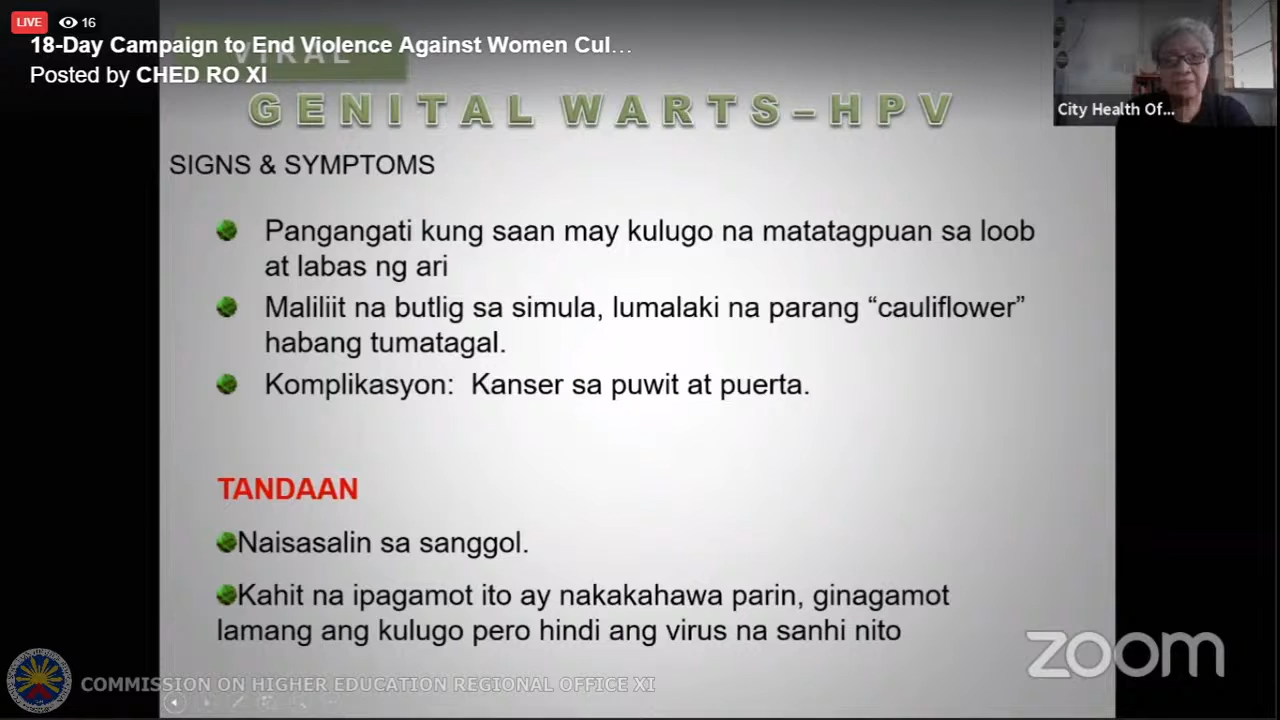 LIVE 16
18-Day Campaign to End Violence Against Women Cul...
Posted by CHED RO XI
VIRAL
GENITAL WARTS–HPV
City Health Of...
SIGNS & SYMPTOMS
Pangangati kung saan may kulugo na matatagpuan sa loob
at labas ng ari
Maliliit na butlig sa simula, lumalaki na parang “cauliflower”
habang tumatagal.
Komplikasyon: Kanser sa puwit at puerta.
TANDAAN
Naisasalin sa sanggol.
Kahit na ipagamot ito ay nakakahawa parin, ginagamot
lamang ang kulugo pero hindi ang virus na sanhi nito
zoom
COMMISSION ON HIGHER EDUCATION REGIONAL OFFICE XI